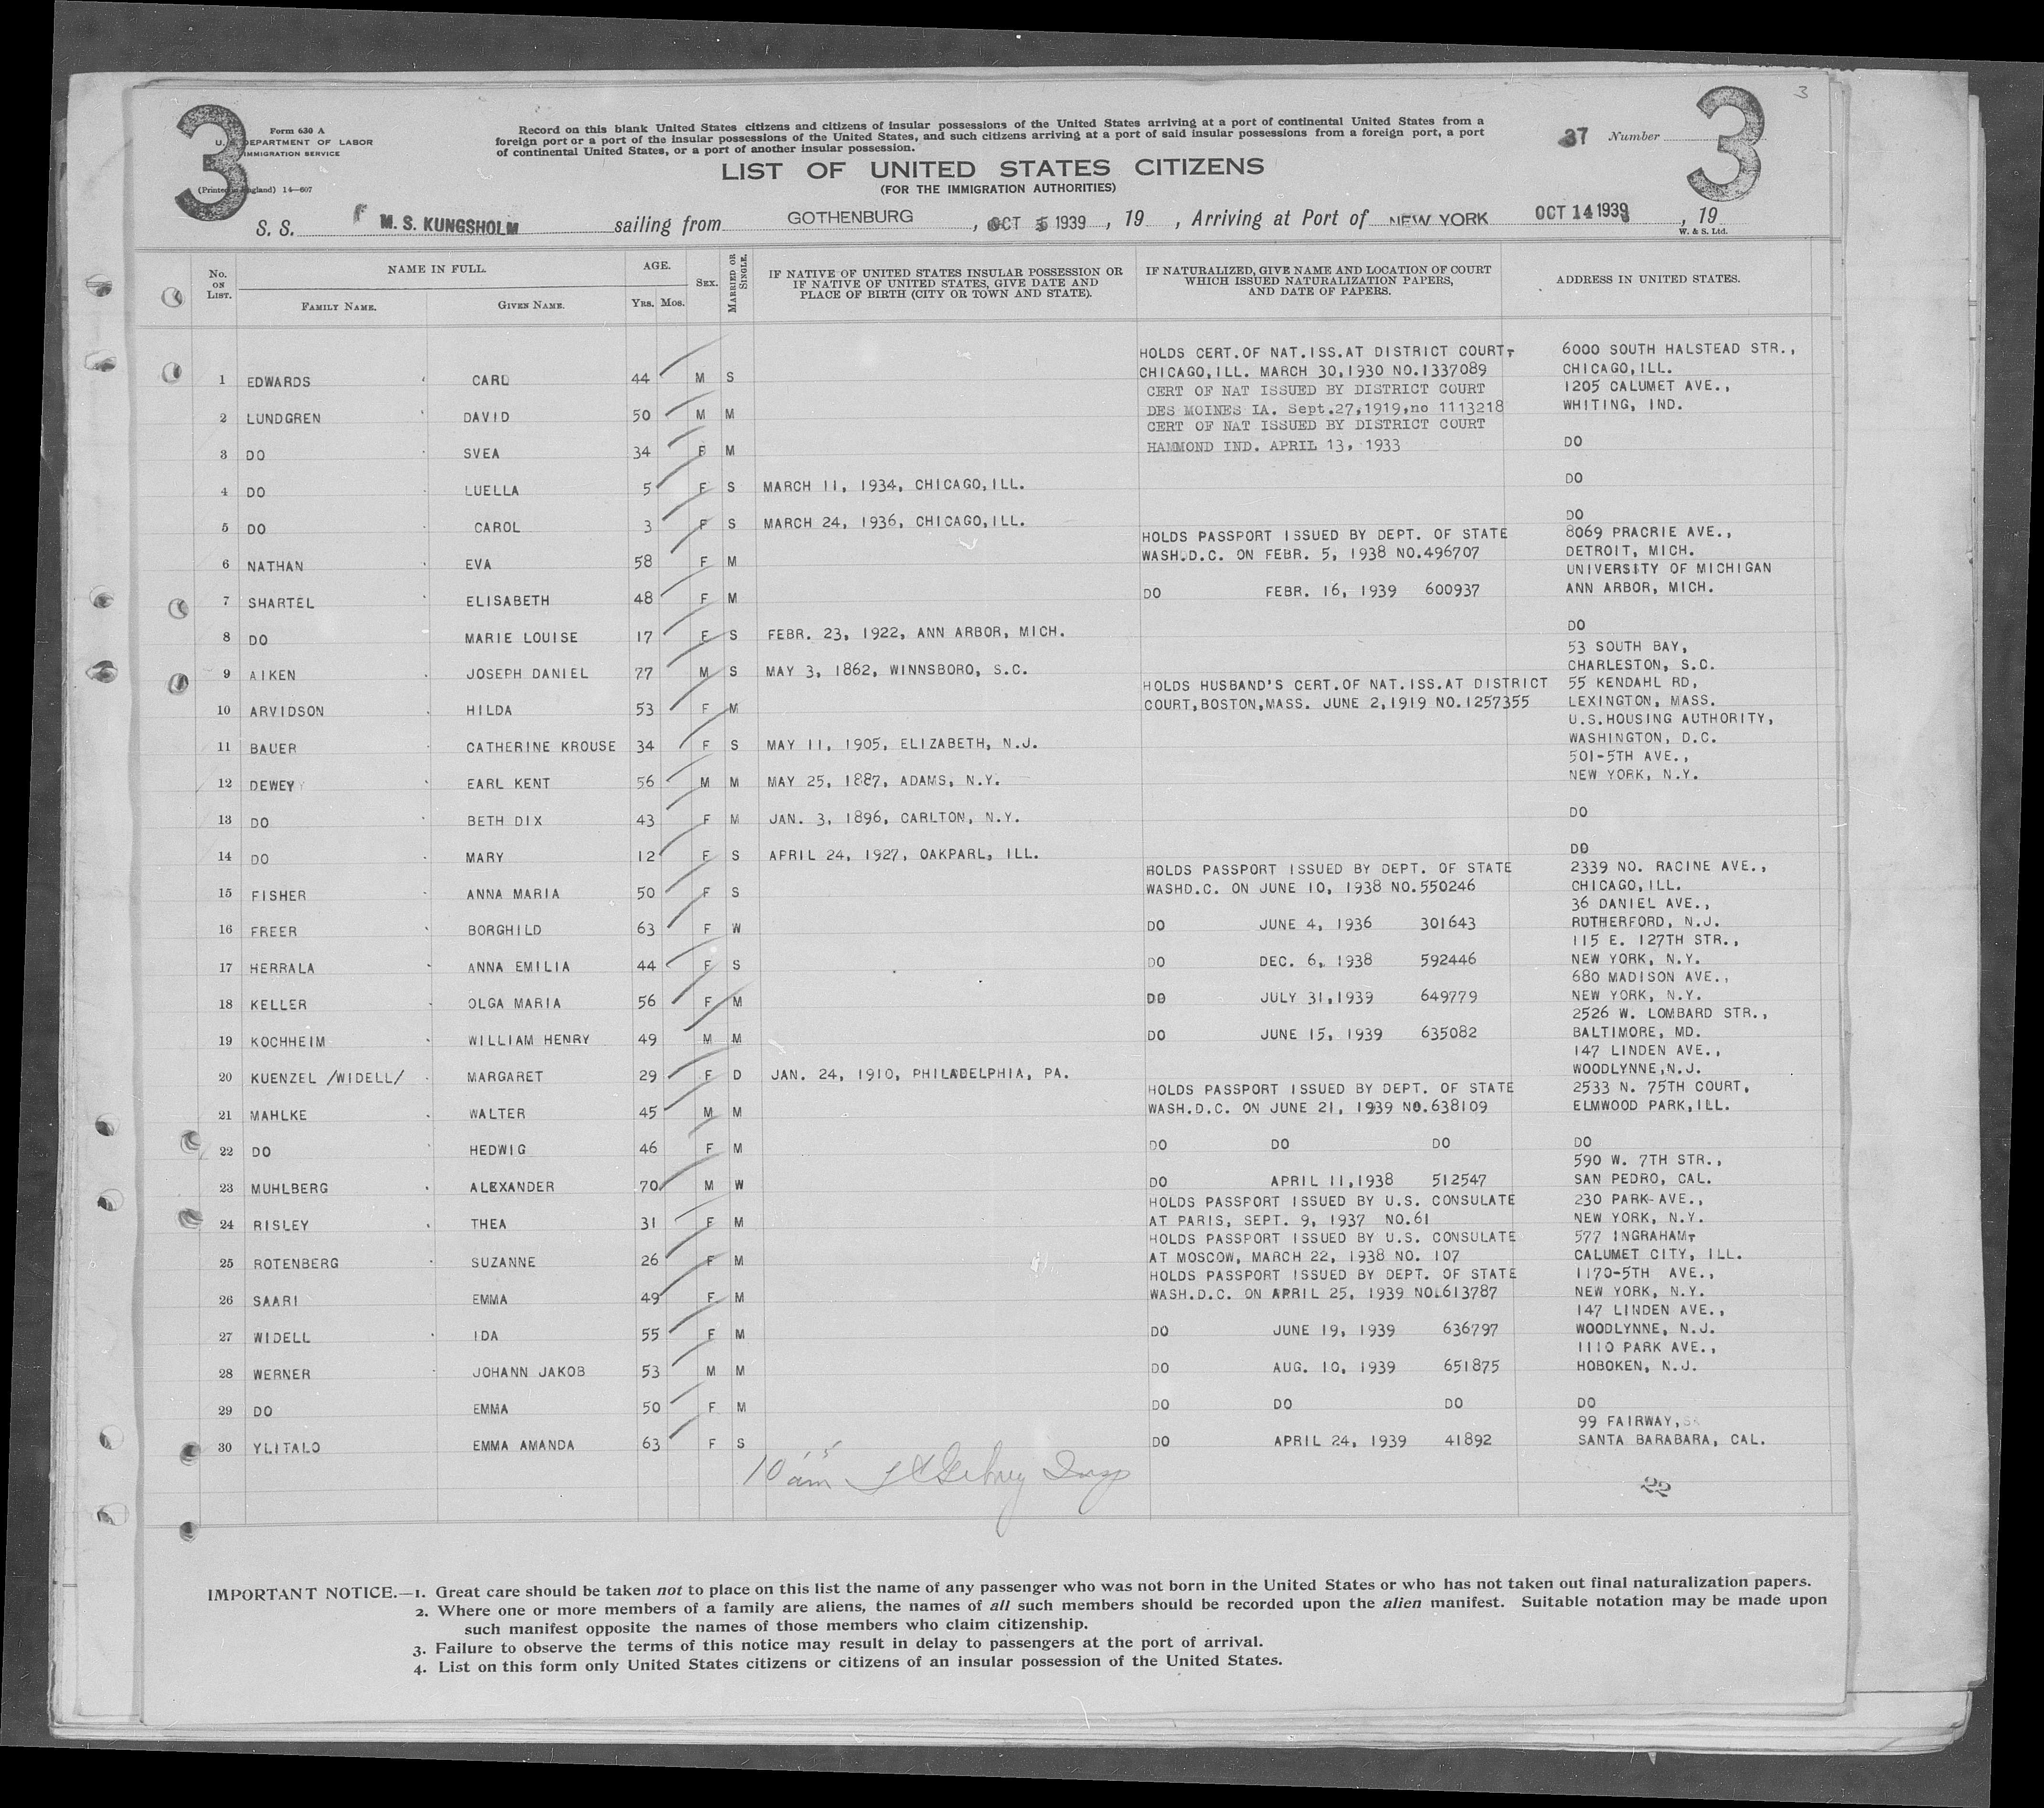 3
3
3
Form 630 A
U. S. DEPARTMENT OF LABOR
IMMIGRATION SERVICE
(Printed in England) 14—607
Record on this blank United States citizens and citizens of insular possessions of the United States arriving at a port of continental United States from a
foreign port or a port of the insular possessions of the United States, and such citizens arriving at a port of said insular possessions from a foreign port, a port
of continental United States, or a port of another insular possession.
37 Number
LIST OF UNITED STATES CITIZENS
(FOR THE IMMIGRATION AUTHORITIES)
S. S. M. S. KUNGSHOLM sailing from GOTHENBURG , OCT 5 1939 , 19 , Arriving at Port of NEW YORK OCT 14 1939 , 19
W. & S. Ltd.
No. ON LIST. NAME IN FULL. AGE. SEX. MARRIED OR SINGLE. IF NATIVE OF UNITED STATES INSULAR POSSESSION OR IF NATIVE OF UNITED STATES, GIVE DATE AND PLACE OF BIRTH (CITY OR TOWN AND STATE). IF NATURALIZED, GIVE NAME AND LOCATION OF COURT WHICH ISSUED NATURALIZATION PAPERS, AND DATE OF PAPERS. ADDRESS IN UNITED STATES.
FAMILY NAME. GIVEN NAME. YRS. MOS.
HOLDS CERT.OF NAT.ISS.AT DISTRICT COURT, 6000 SOUTH HALSTEAD STR.,
1 EDWARDS CARL 44 M S CHICAGO,ILL. MARCH 30,1930 NO.1337089 CHICAGO,ILL.
CERT OF NAT ISSUED BY DISTRICT COURT 1205 CALUMET AVE.,
2 LUNDGREN DAVID 50 M M DES MOINES IA. Sept.27,1919,no 1113218 WHITING, IND.
CERT OF NAT ISSUED BY DISTRICT COURT
3 DO SVEA 34 F M HAMMOND IND. APRIL 13, 1933 DO
4 DO LUELLA 5 F S MARCH 11, 1934, CHICAGO,ILL. DO
5 DO CAROL 3 F S MARCH 24, 1936, CHICAGO,ILL. DO
HOLDS PASSPORT ISSUED BY DEPT. OF STATE 8069 PRACRIE AVE.,
6 NATHAN EVA 58 F M WASH.D.C. ON FEBR. 5, 1938 NO.496707 DETROIT, MICH.
UNIVERSITY OF MICHIGAN
7 SHARTEL ELISABETH 48 F M DO FEBR. 16, 1939 600937 ANN ARBOR, MICH.
8 DO MARIE LOUISE 17 F S FEBR. 23, 1922, ANN ARBOR, MICH. DO
53 SOUTH BAY,
9 AIKEN JOSEPH DANIEL 77 M S MAY 3, 1862, WINNSBORO, S.C. CHARLESTON, S.C.
HOLDS HUSBAND'S CERT.OF NAT.ISS.AT DISTRICT 55 KENDAHL RD,
10 ARVIDSON HILDA 53 F M COURT,BOSTON,MASS. JUNE 2,1919 NO.1257355 LEXINGTON, MASS.
U.S.HOUSING AUTHORITY,
11 BAUER CATHERINE KROUSE 34 F S MAY 11, 1905, ELIZABETH, N.J. WASHINGTON, D.C.
501-5TH AVE.,
12 DEWEY EARL KENT 56 M M MAY 25, 1887, ADAMS, N.Y. NEW YORK, N.Y.
13 DO BETH DIX 43 F M JAN. 3, 1896, CARLTON, N.Y. DO
14 DO MARY 12 F S APRIL 24, 1927, OAKPARL, ILL. DO
HOLDS PASSPORT ISSUED BY DEPT. OF STATE 2339 NO. RACINE AVE.,
15 FISHER ANNA MARIA 50 F S WASHD.C. ON JUNE 10, 1938 NO.550246 CHICAGO,ILL.
36 DANIEL AVE.,
16 FREER BORGHILD 63 F W DO JUNE 4, 1936 301643 RUTHERFORD, N.J.
115 E. 127TH STR.,
17 HERRALA ANNA EMILIA 44 F S DO DEC. 6, 1938 592446 NEW YORK, N.Y.
680 MADISON AVE.,
18 KELLER OLGA MARIA 56 F M DO JULY 31,1939 649779 NEW YORK, N.Y.
2526 W. LOMBARD STR.,
19 KOCHHEIM WILLIAM HENRY 49 M M DO JUNE 15, 1939 635082 BALTIMORE, MD.
147 LINDEN AVE.,
20 KUENZEL /WIDELL/ MARGARET 29 F D JAN. 24, 1910, PHILADELPHIA, PA. WOODLYNNE,N.J.
HOLDS PASSPORT ISSUED BY DEPT. OF STATE 2533 N. 75TH COURT,
21 MAHLKE WALTER 45 M M WASH.D.C. ON JUNE 21, 1939 NO.638109 ELMWOOD PARK,ILL.
22 DO HEDWIG 46 F M DO DO DO DO
590 W. 7TH STR.,
23 MUHLBERG ALEXANDER 70 M W DO APRIL 11,1938 512547 SAN PEDRO, CAL.
HOLDS PASSPORT ISSUED BY U.S. CONSULATE 230 PARK AVE.,
24 RISLEY THEA 31 F M AT PARIS, SEPT. 9, 1937 NO.61 NEW YORK, N.Y.
HOLDS PASSPORT ISSUED BY U.S. CONSULATE 577 INGRAHAM,
25 ROTENBERG SUZANNE 26 F M AT MOSCOW, MARCH 22, 1938 NO. 107 CALUMET CITY, ILL.
HOLDS PASSPORT ISSUED BY DEPT. OF STATE 1170-5TH AVE.,
26 SAARI EMMA 49 F M WASH.D.C. ON APRIL 25, 1939 NO.613787 NEW YORK, N.Y.
147 LINDEN AVE.,
27 WIDELL IDA 55 F M DO JUNE 19, 1939 636797 WOODLYNNE, N.J.
1110 PARK AVE.,
28 WERNER JOHANN JAKOB 53 M M DO AUG. 10, 1939 651875 HOBOKEN, N.J.
29 DO EMMA 50 F M DO DO DO DO
99 FAIRWAY,
30 YLITALO EMMA AMANDA 63 F S DO APRIL 24, 1939 41892 SANTA BARABARA, CAL.
10 am
22
IMPORTANT NOTICE.—1. Great care should be taken not to place on this list the name of any passenger who was not born in the United States or who has not taken out final naturalization papers.
2. Where one or more members of a family are aliens, the names of all such members should be recorded upon the alien manifest. Suitable notation may be made upon
such manifest opposite the names of those members who claim citizenship.
3. Failure to observe the terms of this notice may result in delay to passengers at the port of arrival.
4. List on this form only United States citizens or citizens of an insular possession of the United States.